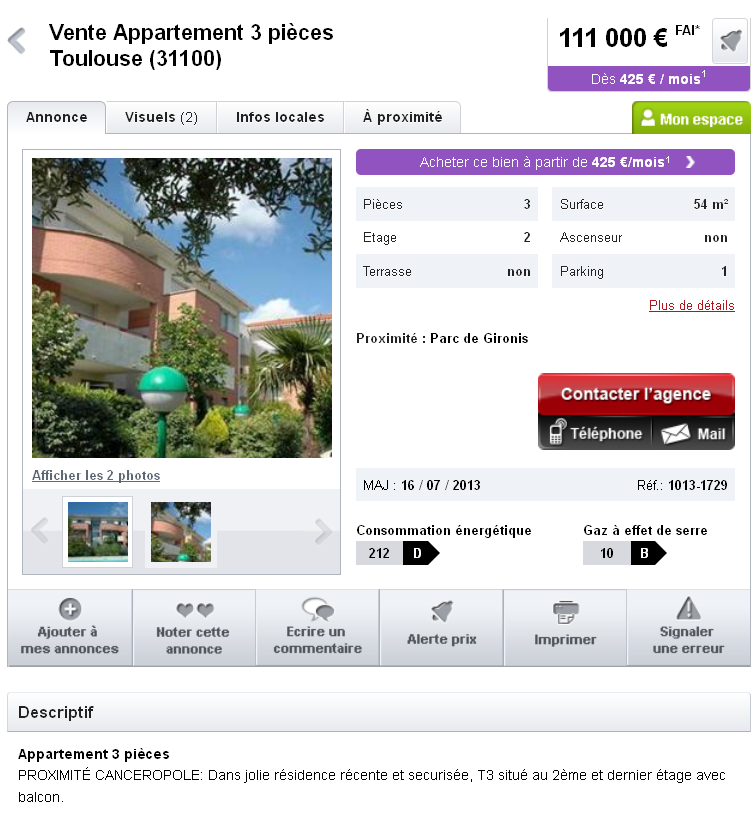 Vente Appartement 3 pièces
Toulouse (31100)
111 000 € FAI*
Dès 425 € / mois¹
Annonce
Visuels (2)
Infos locales
À proximité
Mon espace
Acheter ce bien à partir de 425 €/mois¹
Pièces 3
Surface 54 m²
Etage 2
Ascenseur non
Terrasse non
Parking 1
Plus de détails
Proximité : Parc de Gironis
Contacter l'agence
Téléphone
Mail
Afficher les 2 photos
MAJ : 16 / 07 / 2013
Réf.: 1013-1729
Consommation énergétique
212 D
Gaz à effet de serre
10 B
Ajouter à
mes annonces
Noter cette
annonce
Ecrire un
commentaire
Alerte prix
Imprimer
Signaler
une erreur
Descriptif
Appartement 3 pièces
PROXIMITÉ CANCEROPOLE: Dans jolie résidence récente et securisée, T3 situé au 2ème et dernier étage avec
balcon.